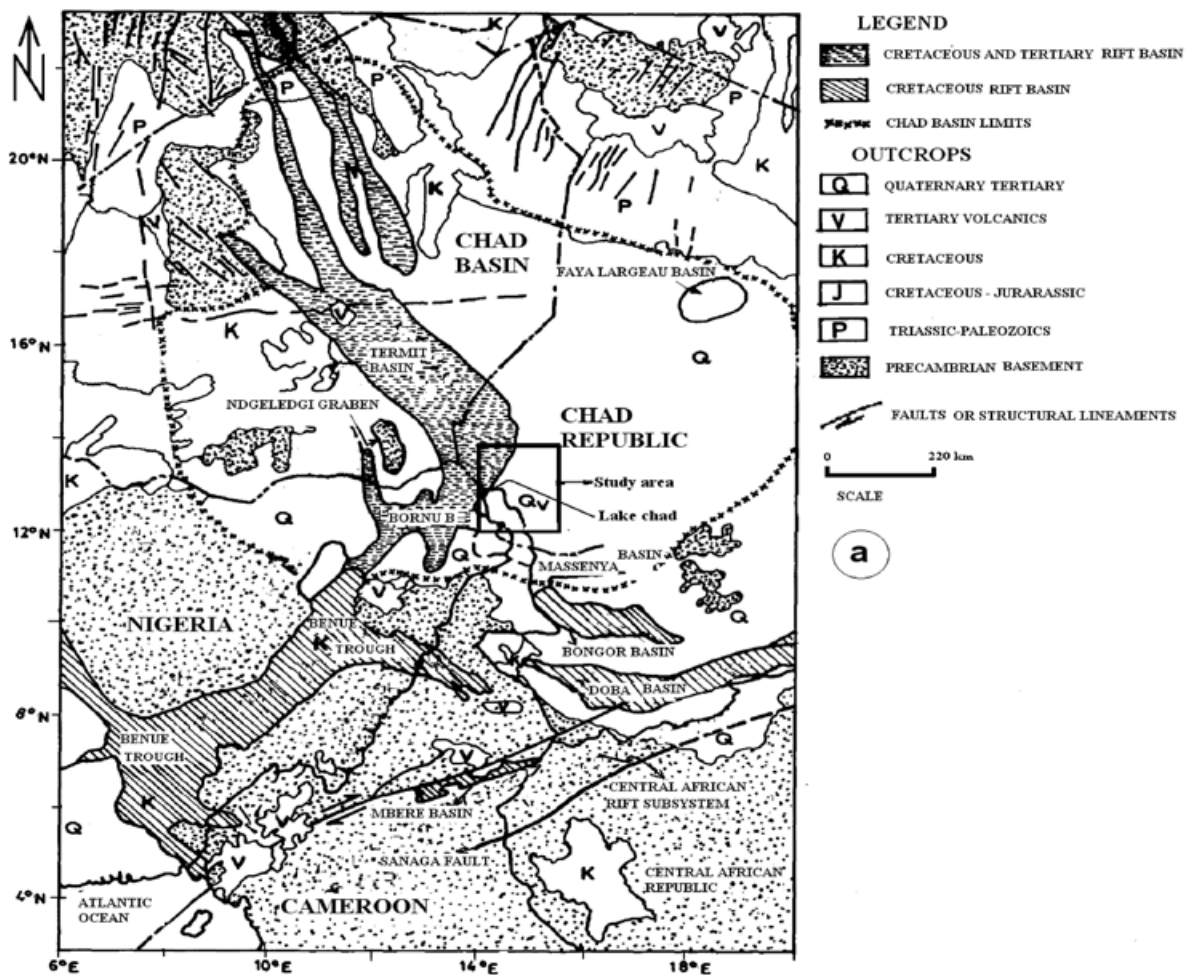 N
LEGEND
CRETACEOUS AND TERTIARY RIFT BASIN
CRETACEOUS RIFT BASIN
CHAD BASIN LIMITS
OUTCROPS
Q QUATERNARY TERTIARY
V TERTIARY VOLCANICS
K CRETACEOUS
J CRETACEOUS - JURARASSIC
P TRIASSIC-PALEOZOICS
PRECAMBRIAN BASEMENT
FAULTS OR STRUCTURAL LINEAMENTS
0 220 km
SCALE
a
K
V
P
P
P
P
20°N
V
K
K
P
V
CHAD
BASIN
FAYA LARGEAU BASIN
V
K
16°N
TERMIT
BASIN
Q
NDGELEDGI GRABEN
CHAD
REPUBLIC
K
Study area
QV
Lake chad
Q
BORNU B
12°N
Q
BASIN
MASSENYA
V
Q
NIGERIA
BENUE
K
TROUGH
BONGOR BASIN
K
DOBA BASIN
8°N
V
BENUE
TROUGH
Q
V
CENTRAL AFRICAN
RIFT SUBSYSTEM
K
MBERE BASIN
Q
V
SANAGA FAULT
V
K
CENTRAL AFRICAN
REPUBLIC
4°N
ATLANTIC
OCEAN
CAMEROON
6°E 10°E 14°E 18°E